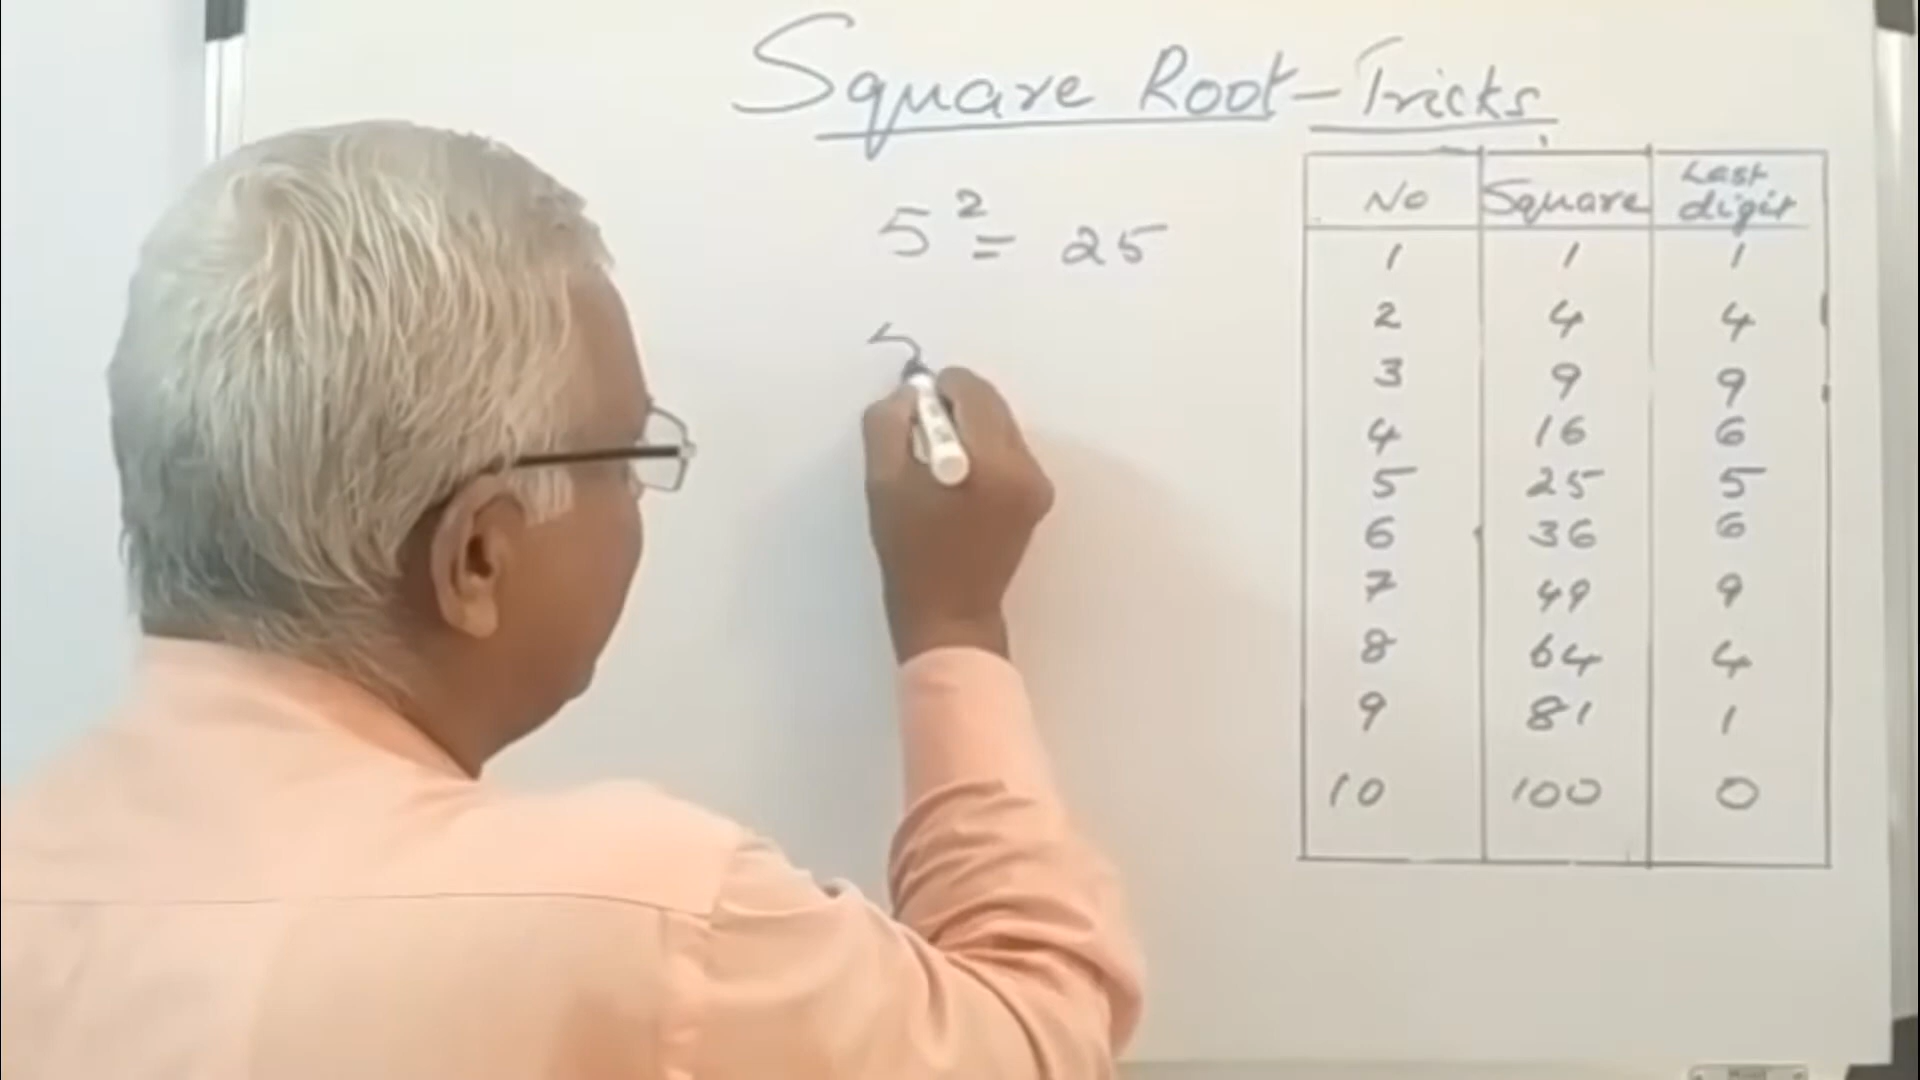 Square Root - Tricks
5² = 25
No Square Last digit
1 1 1
2 4 4
3 9 9
4 16 6
5 25 5
6 36 6
7 49 9
8 64 4
9 81 1
10 100 0